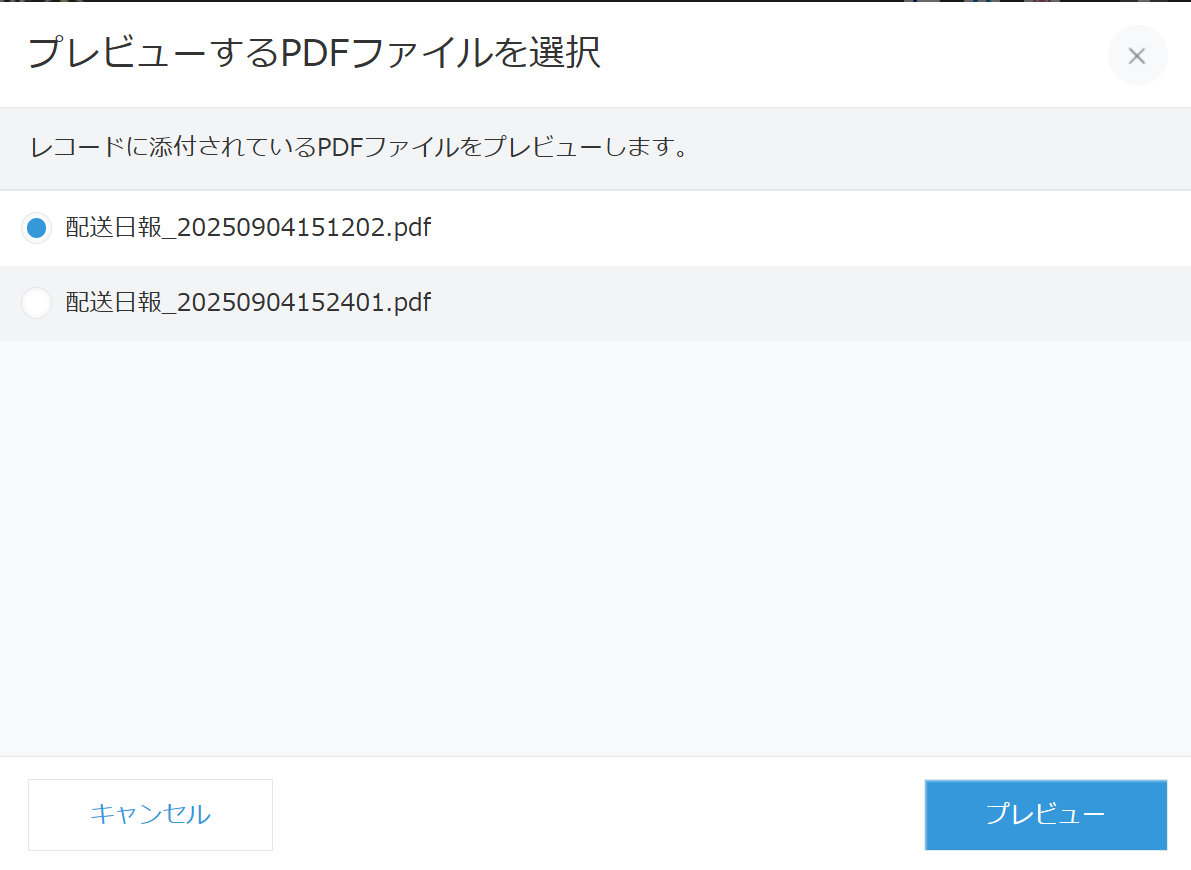 プレビューするPDFファイルを選択
レコードに添付されているPDFファイルをプレビューします。
配送日報_20250904151202.pdf
配送日報_20250904152401.pdf
キャンセル
プレビュー